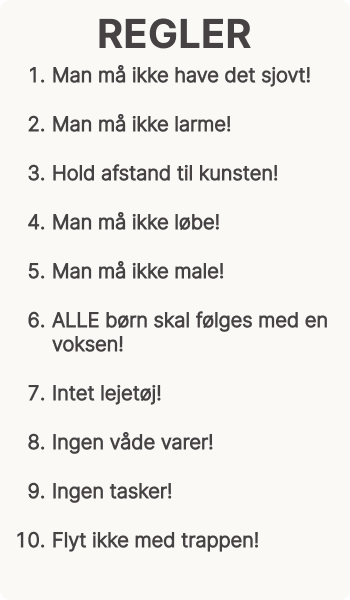 REGLER
1. Man må ikke have det sjovt!
2. Man må ikke larme!
3. Hold afstand til kunsten!
4. Man må ikke løbe!
5. Man må ikke male!
6. ALLE børn skal følges med en
voksen!
7. Intet lejetøj!
8. Ingen våde varer!
9. Ingen tasker!
10. Flyt ikke med trappen!